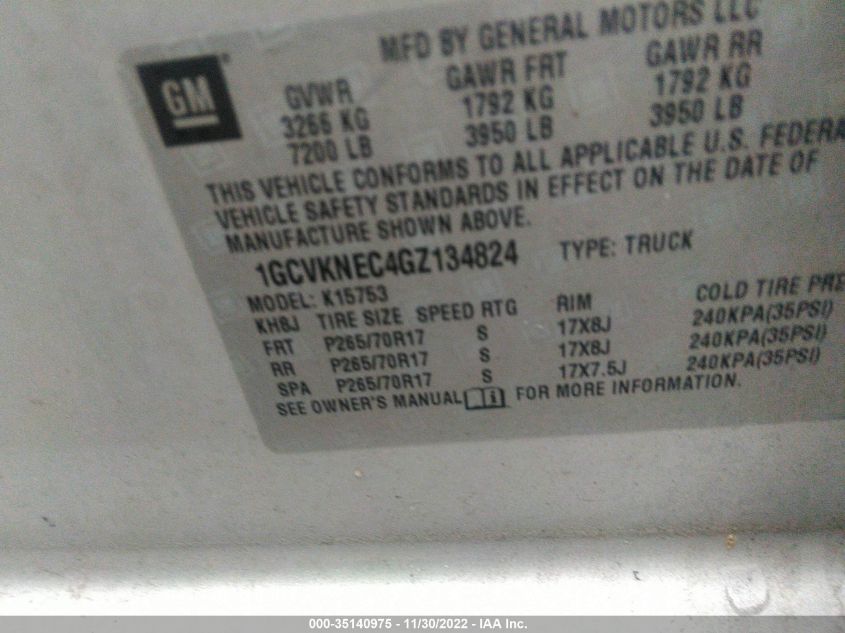 MFD BY GENERAL MOTORS LLC
GM
GVWR GAWR FRT GAWR RR
3266 KG 1792 KG 1792 KG
7200 LB 3950 LB 3950 LB
THIS VEHICLE CONFORMS TO ALL APPLICABLE U.S. FEDERA
VEHICLE SAFETY STANDARDS IN EFFECT ON THE DATE OF
MANUFACTURE SHOWN ABOVE.
1GCVKNEC4GZ134824 TYPE: TRUCK
MODEL: K15753
KH8J TIRE SIZE SPEED RTG RIM COLD TIRE PRE
FRT P265/70R17 S 17X8J 240KPA(35PSI)
RR P265/70R17 S 17X8J 240KPA(35PSI)
SPA P265/70R17 S 17X7.5J 240KPA(35PSI)
SEE OWNER'S MANUAL FOR MORE INFORMATION.
000-35140975 - 11/30/2022 - IAA Inc.